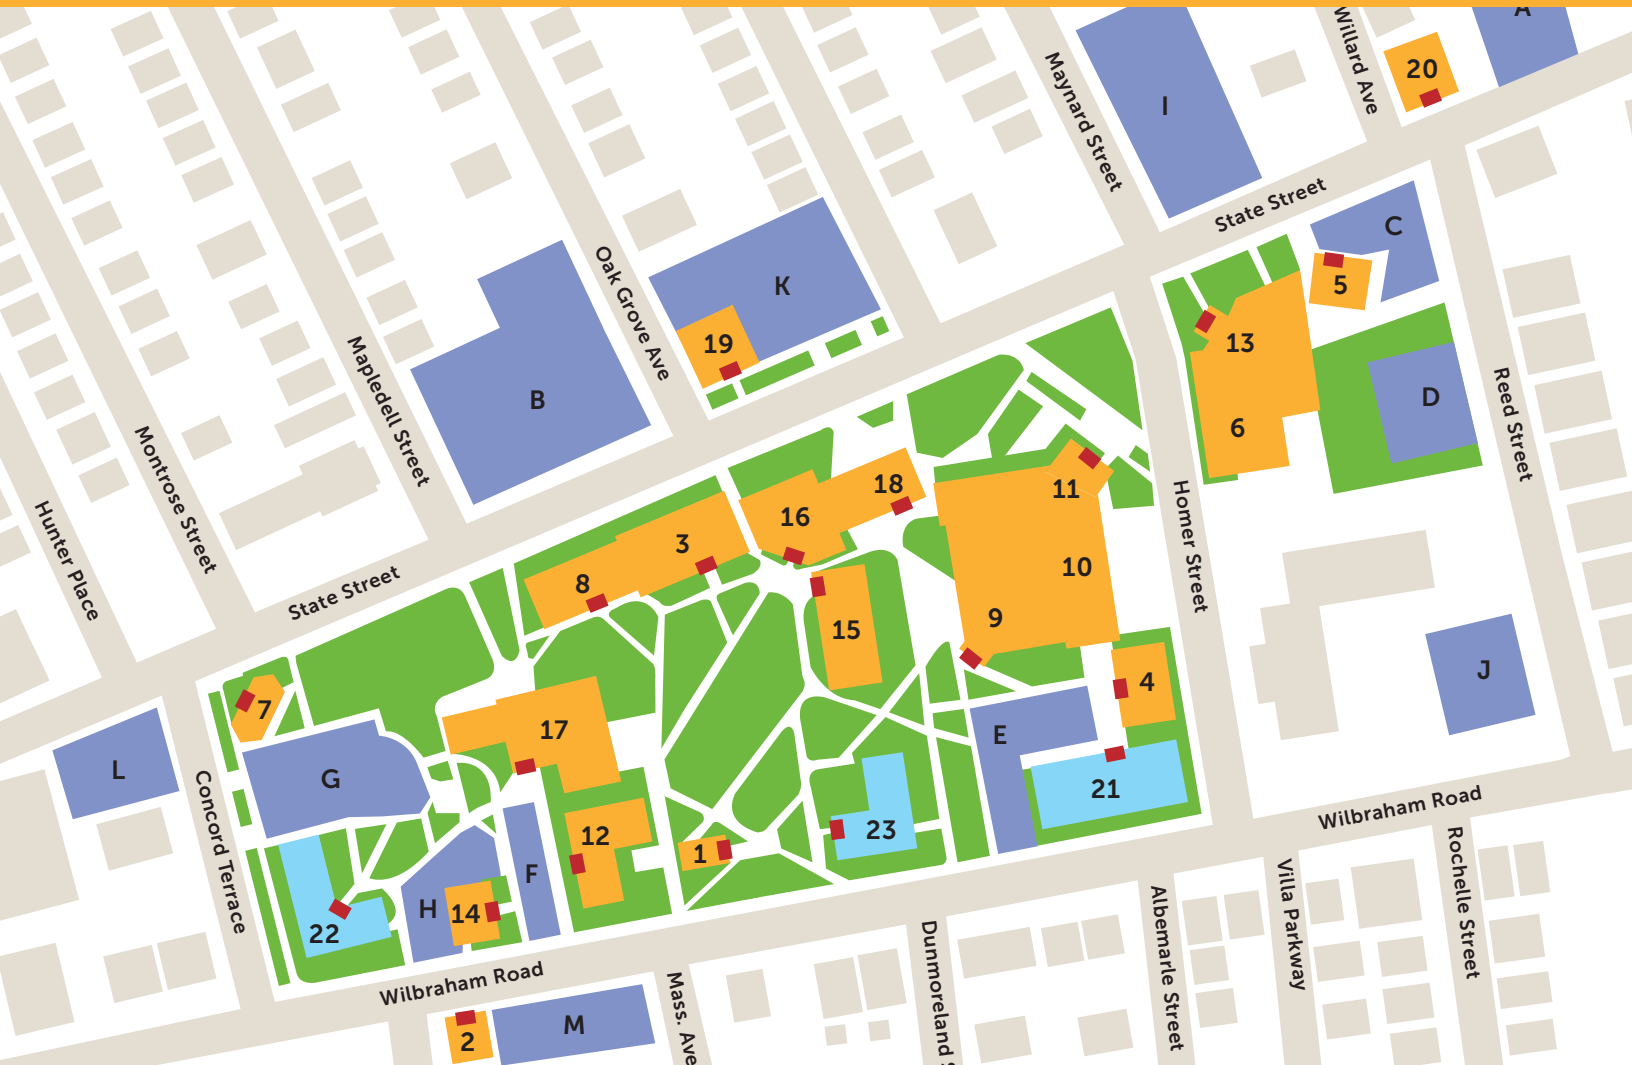 A
Willard Ave
20
Maynard Street
I
State Street
C
5
Oak Grove Ave
K
19
13
B
Mapledell Street
D
6
Reed Street
Montrose Street
18
11
16
3
Homer Street
Hunter Place
10
8
State Street
9
15
7
17
4
J
E
L
G
21
Concord Terrace
Wilbraham Road
12
23
1
F
H
14
22
Rochelle Street
Villa Parkway
Albemarle Street
Dunmoreland S
Wilbraham Road
Mass. Ave
M
2